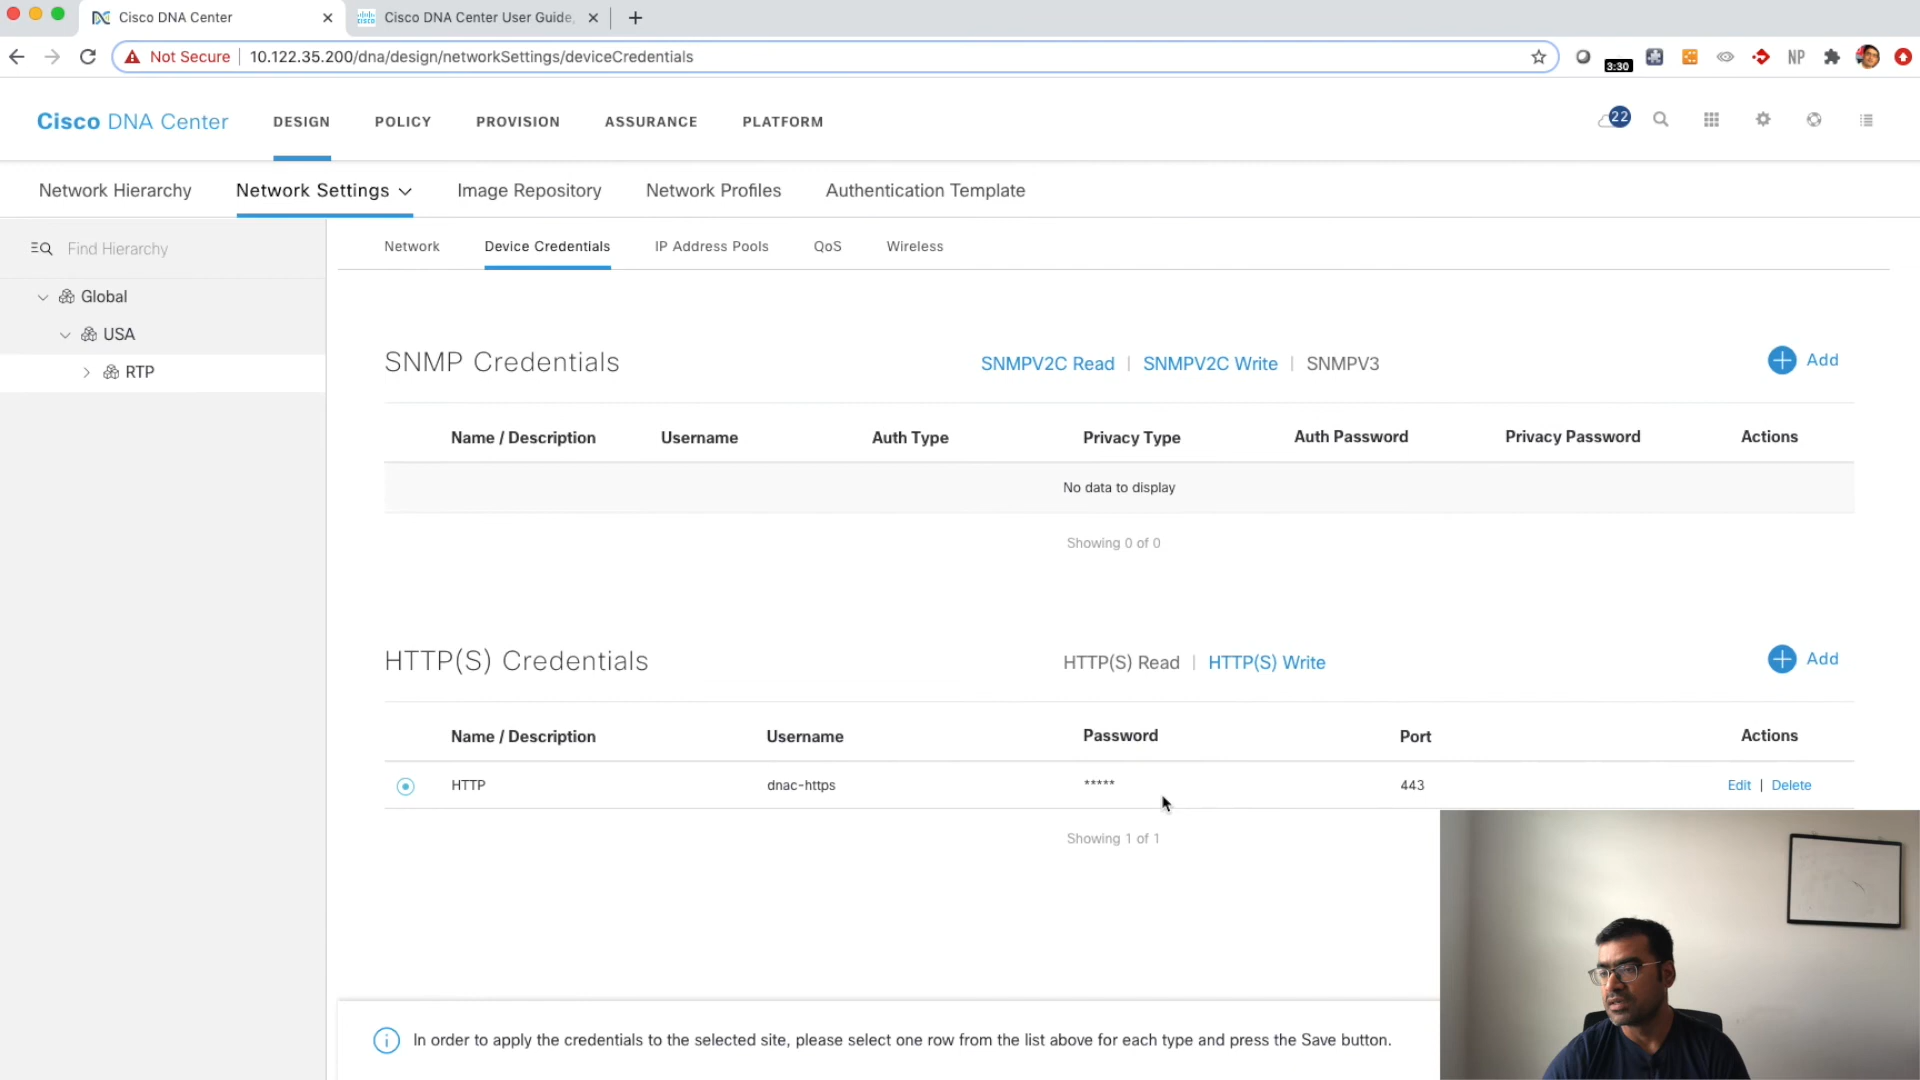 Cisco DNA Center
Cisco DNA Center User Guide,
Not Secure
10.122.35.200/dna/design/networkSettings/deviceCredentials
3:30
NP
Cisco DNA Center
DESIGN
POLICY
PROVISION
ASSURANCE
PLATFORM
22
Network Hierarchy
Network Settings
Image Repository
Network Profiles
Authentication Template
Find Hierarchy
Network
Device Credentials
IP Address Pools
QoS
Wireless
Global
USA
RTP
SNMP Credentials
SNMPV2C Read | SNMPV2C Write | SNMPV3
Add
Name / Description Username Auth Type Privacy Type Auth Password Privacy Password Actions
No data to display
Showing 0 of 0
HTTP(S) Credentials
HTTP(S) Read | HTTP(S) Write
Add
Name / Description Username Password Port Actions
HTTP dnac-https ***** 443 Edit | Delete
Showing 1 of 1
In order to apply the credentials to the selected site, please select one row from the list above for each type and press the Save button.